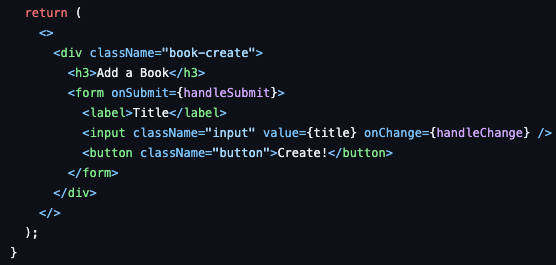 return (
<>
<div className="book-create">
<h3>Add a Book</h3>
<form onSubmit={handleSubmit}>
<label>Title</label>
<input className="input" value={title} onChange={handleChange} />
<button className="button">Create!</button>
</form>
</div>
</>
);
}